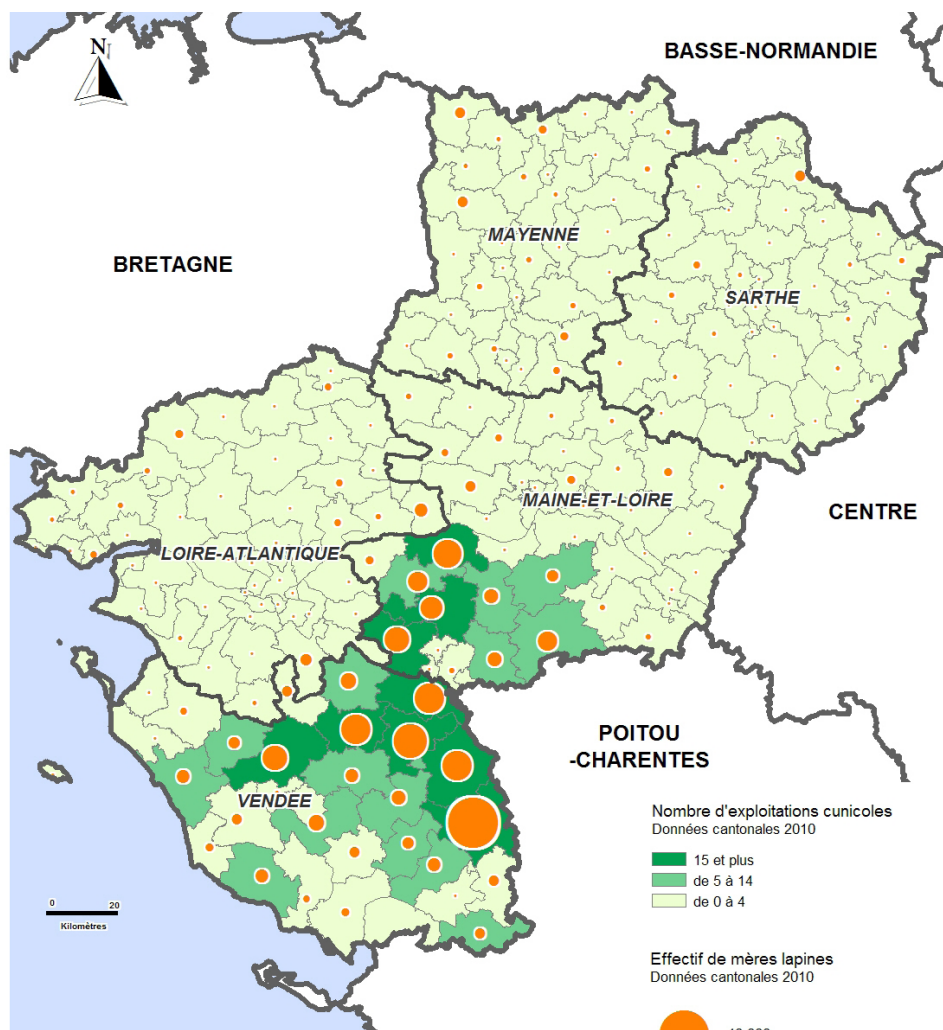 BASSE-NORMANDIE
N
MAYENNE
BRETAGNE
SARTHE
MAINE-ET-LOIRE
CENTRE
LOIRE-ATLANTIQUE
POITOU
-CHARENTES
VENDEE
Nombre d'exploitations cunicoles
Données cantonales 2010
15 et plus
de 5 à 14
de 0 à 4
0 20
Kilomètres
Effectif de mères lapines
Données cantonales 2010